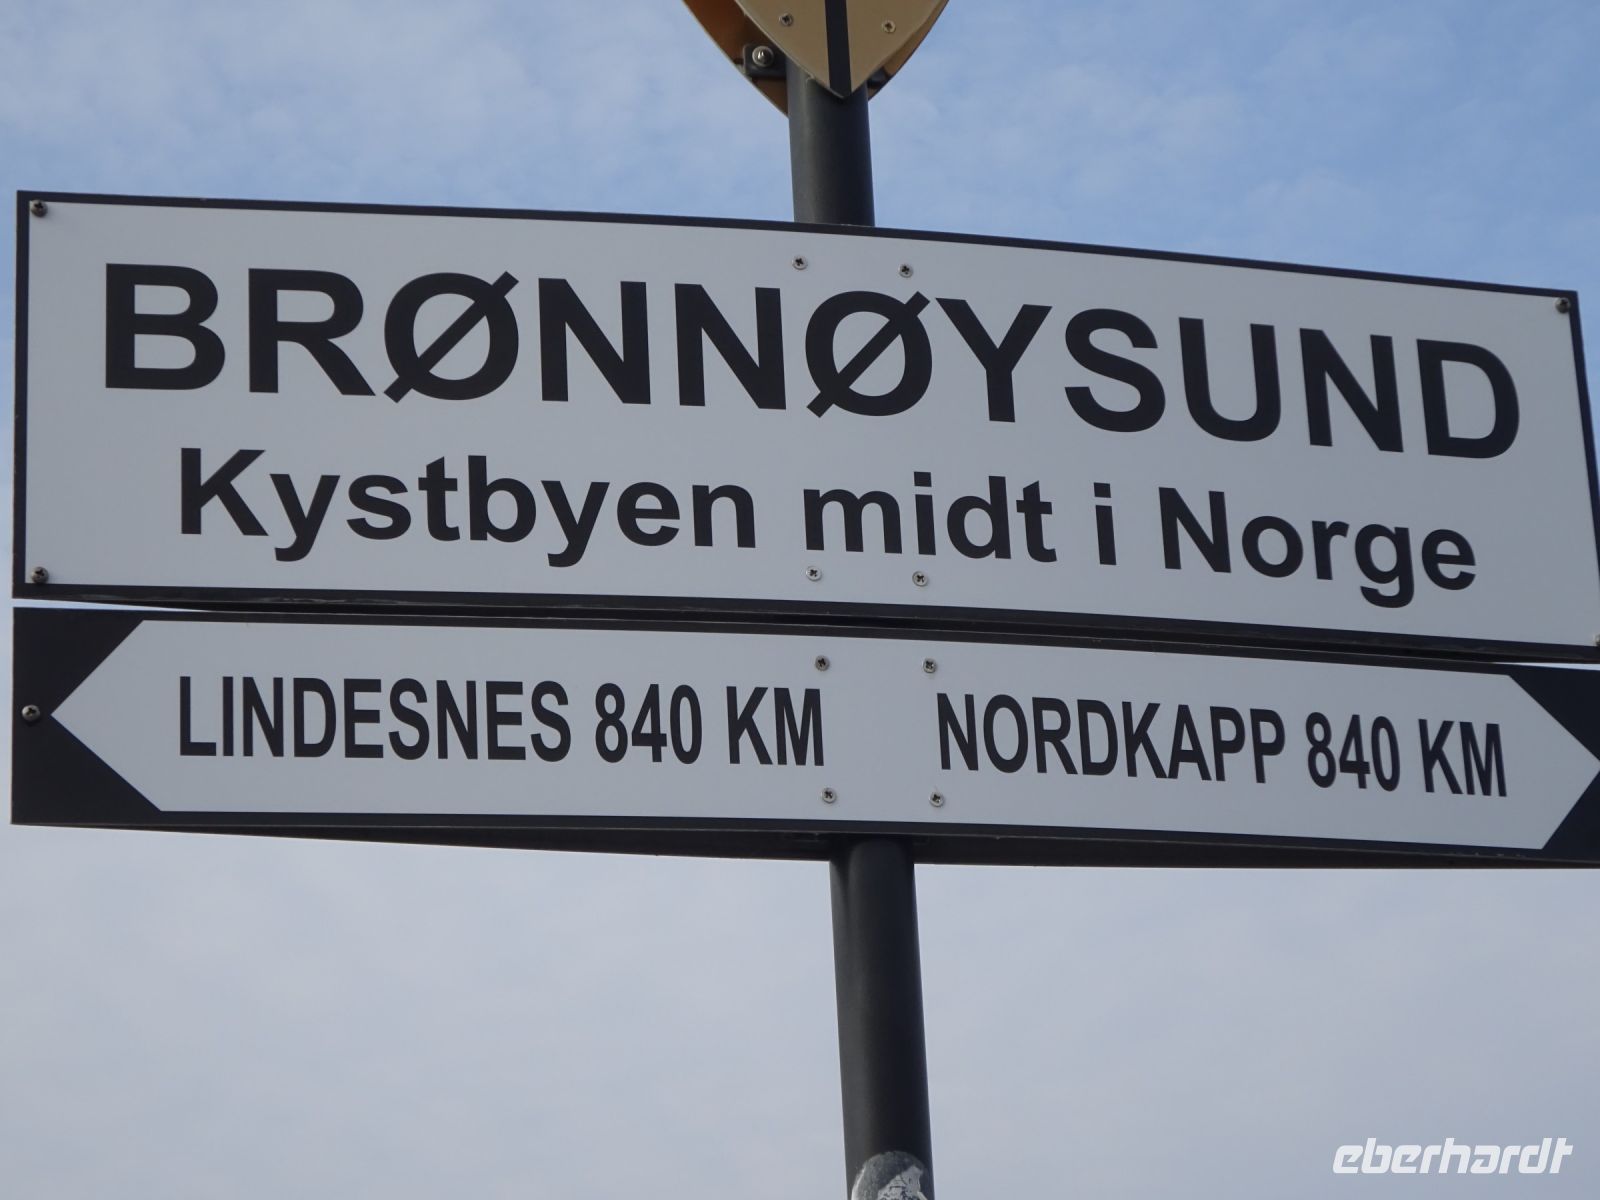 BRØNNØYSUND
Kystbyen midt i Norge
LINDESNES 840 KM
NORDKAPP 840 KM
eberhardt